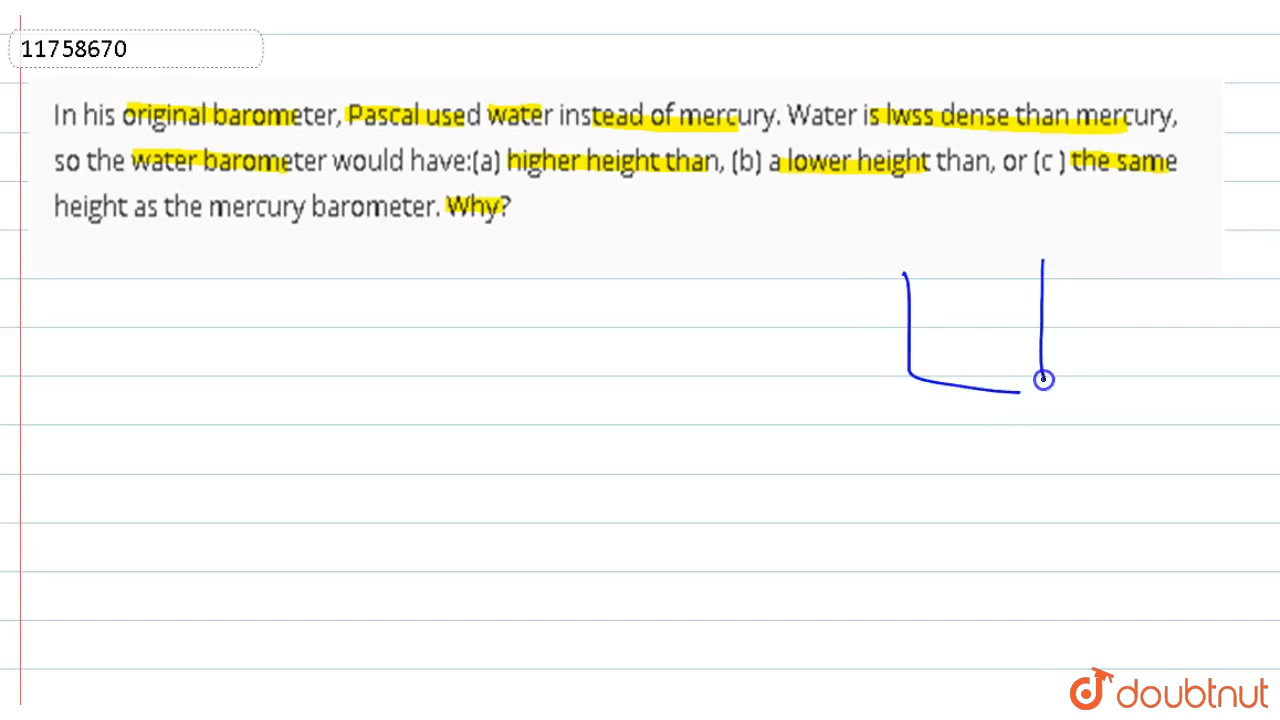 11758670
In his original barometer, Pascal used water instead of mercury. Water is lwss dense than mercury,
so the water barometer would have:(a) higher height than, (b) a lower height than, or (c ) the same
height as the mercury barometer. Why?
doubtnut